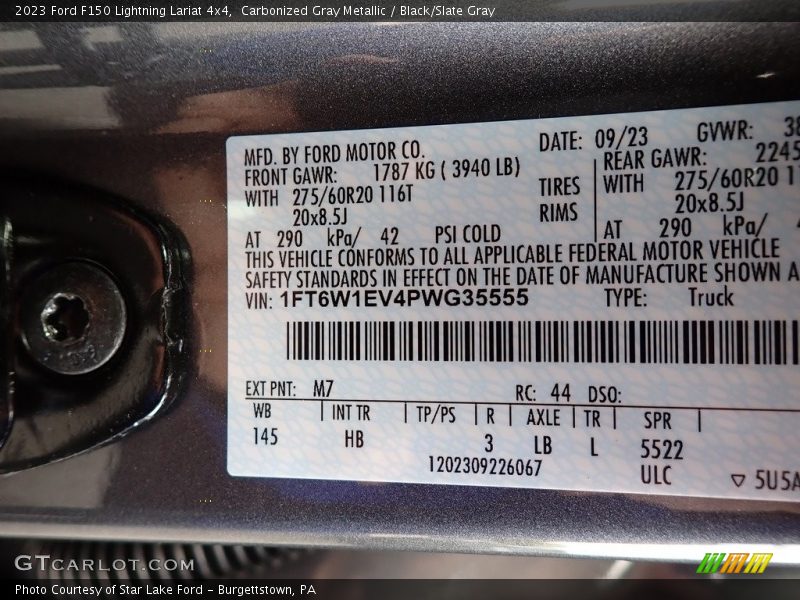 2023 Ford F150 Lightning Lariat 4x4, Carbonized Gray Metallic / Black/Slate Gray
MFD. BY FORD MOTOR CO.
DATE: 09/23 GVWR: 38
FRONT GAWR: 1787 KG ( 3940 LB) REAR GAWR: 2245
WITH 275/60R20 116T TIRES WITH 275/60R20 11
20x8.5J RIMS 20x8.5J
AT 290 kPa/ 42 PSI COLD AT 290 kPa/
THIS VEHICLE CONFORMS TO ALL APPLICABLE FEDERAL MOTOR VEHICLE
SAFETY STANDARDS IN EFFECT ON THE DATE OF MANUFACTURE SHOWN A
VIN: 1FT6W1EV4PWG35555 TYPE: Truck
EXT PNT: M7 RC: 44 DSO:
WB INT TR TP/PS R AXLE TR SPR
145 HB 3 LB L 5522
1202309226067 ULC ▽ 5U5A
GTCARLOT.COM
Photo Courtesy of Star Lake Ford - Burgettstown, PA